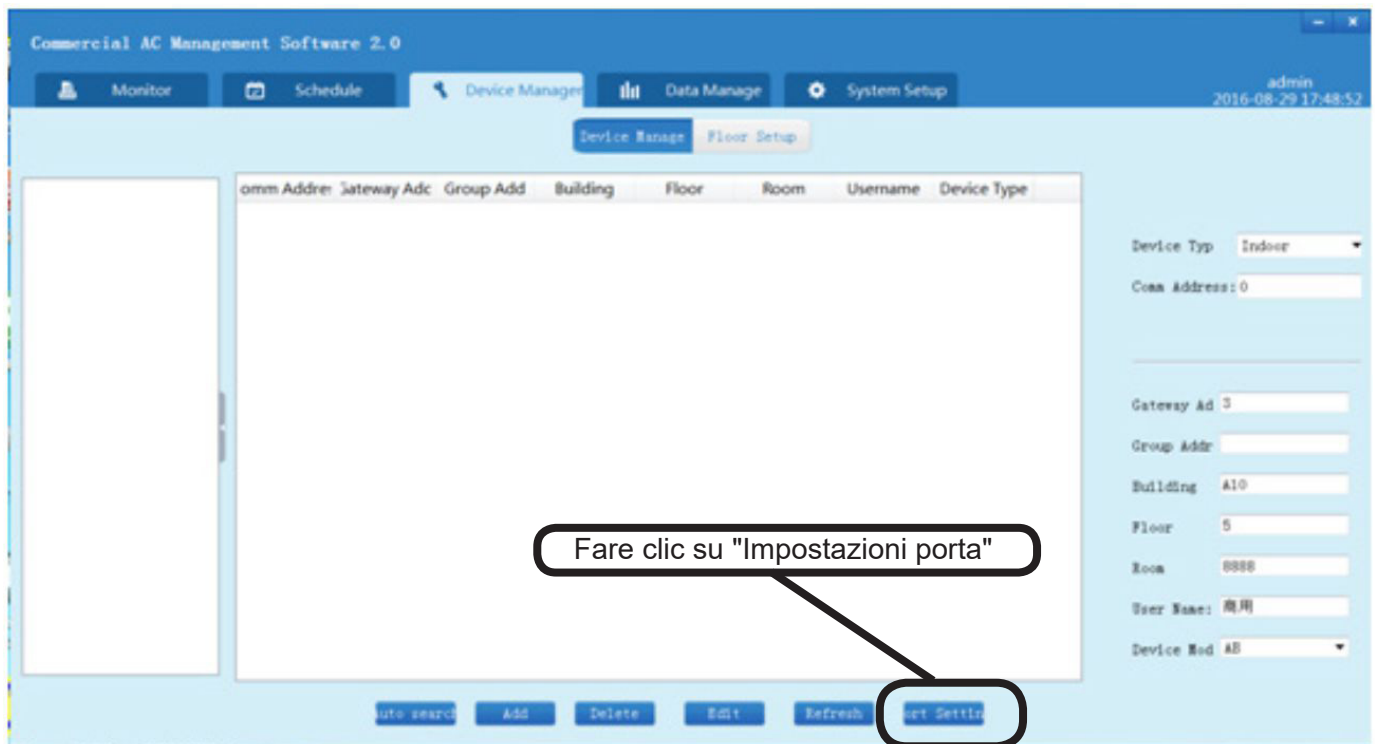 Commercial AC Management Software 2.0
Monitor Schedule Device Manager Data Manage System Setup
admin
2016-08-29 17:48:52
Device Manage Floor Setup
omm Addre: Gateway Adc Group Add Building Floor Room Username Device Type
Device Typ Indoor
Comm Address: 0
Gateway Ad 3
Group Addr
Building A10
Floor 5
Fare clic su "Impostazioni porta"
Room 8888
User Name: 商用
Device Mod AB
uto searc Add Delete Edit Refresh ort Settin